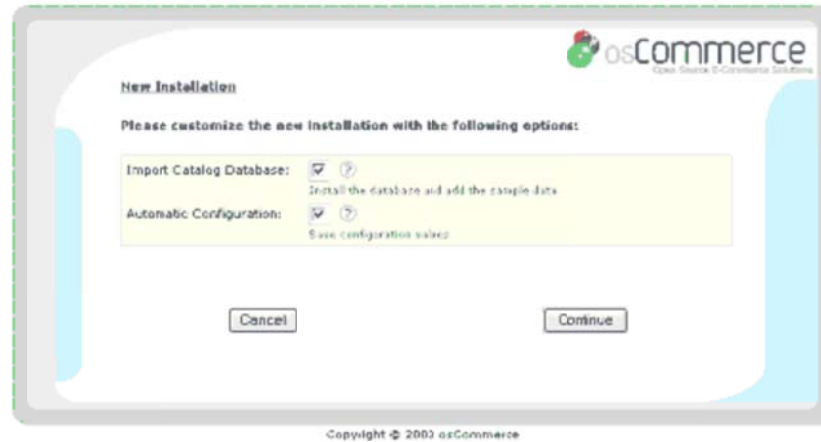 osCommerce
Open Source E-Commerce Solutions
New Installation
Please customize the new installation with the following options:
Import Catalog Database:
Install the database and add the sample data
Automatic Configuration:
Save configuration values
Cancel
Continue
Copyright © 2003 osCommerce